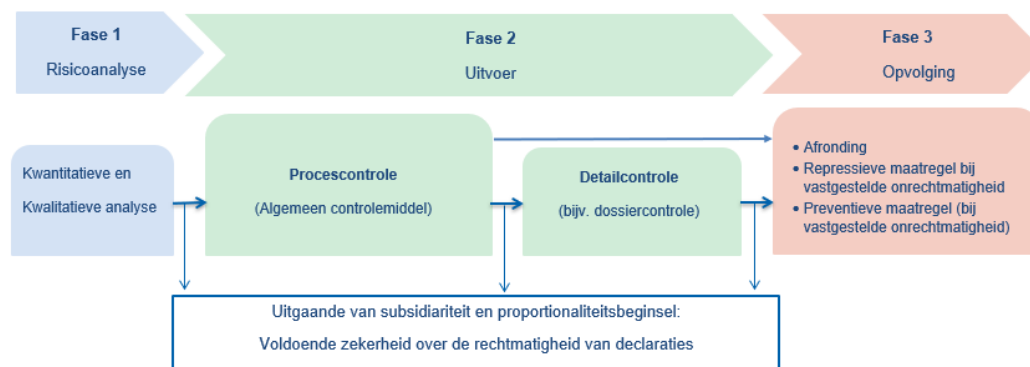 Fase 1
Risicoanalyse
Fase 2
Uitvoer
Fase 3
Opvolging
Kwantitatieve en
Kwalitatieve analyse
Procescontrole
(Algemeen controlemiddel)
Detailcontrole
(bijv. dossiercontrole)
• Afronding
• Repressieve maatregel bij
vastgestelde onrechtmatigheid
• Preventieve maatregel (bij
vastgestelde onrechtmatigheid)
Uitgaande van subsidiariteit en proportionaliteitsbeginsel:
Voldoende zekerheid over de rechtmatigheid van declaraties